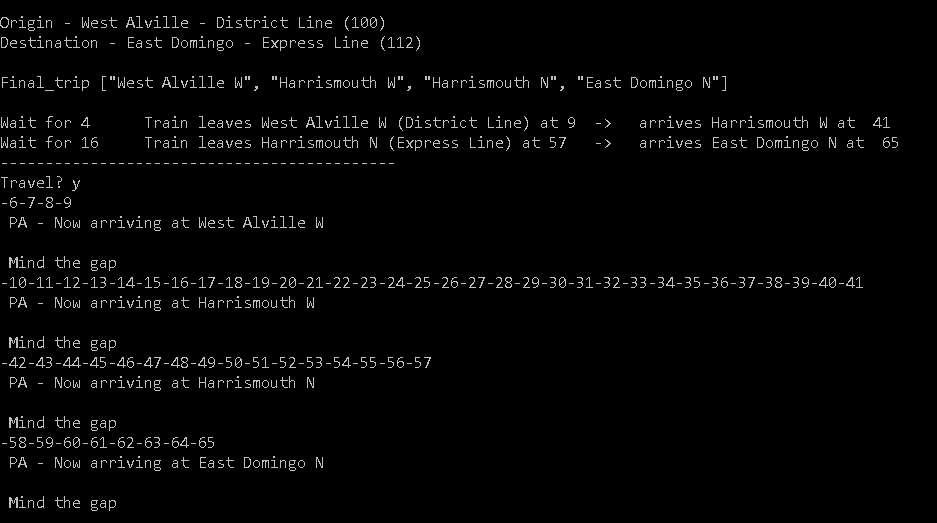 Origin - West Alville - District Line (100)
Destination - East Domingo - Express Line (112)
Final_trip ["West Alville W", "Harrismouth W", "Harrismouth N", "East Domingo N"]
Wait for 4      Train leaves West Alville W (District Line) at 9  ->   arrives Harrismouth W at  41
Wait for 16     Train leaves Harrismouth N (Express Line) at 57   ->   arrives East Domingo N at  65
--------------------------------------------
Travel? y
-6-7-8-9
PA - Now arriving at West Alville W
Mind the gap
-10-11-12-13-14-15-16-17-18-19-20-21-22-23-24-25-26-27-28-29-30-31-32-33-34-35-36-37-38-39-40-41
PA - Now arriving at Harrismouth W
Mind the gap
-42-43-44-45-46-47-48-49-50-51-52-53-54-55-56-57
PA - Now arriving at Harrismouth N
Mind the gap
-58-59-60-61-62-63-64-65
PA - Now arriving at East Domingo N
Mind the gap